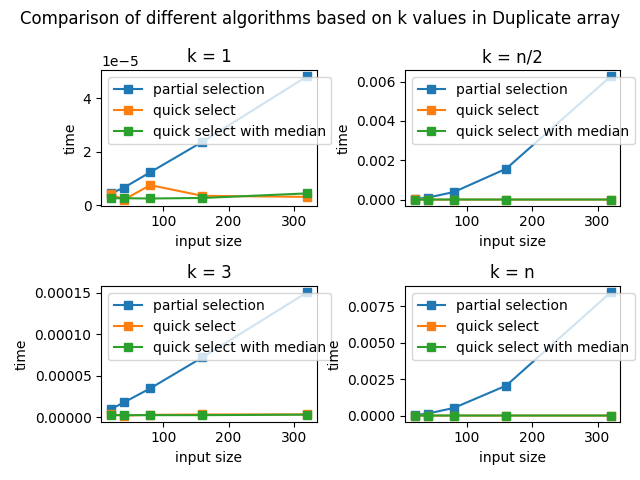 Comparison of different algorithms based on k values in Duplicate array
k = 1
1e−5
4
2
0
time
partial selection
quick select
quick select with median
100
200
300
input size
k = n/2
0.006
0.004
0.002
0.000
time
partial selection
quick select
quick select with median
100
200
300
input size
k = 3
0.00015
0.00010
0.00005
0.00000
time
partial selection
quick select
quick select with median
100
200
300
input size
k = n
0.0075
0.0050
0.0025
0.0000
time
partial selection
quick select
quick select with median
100
200
300
input size